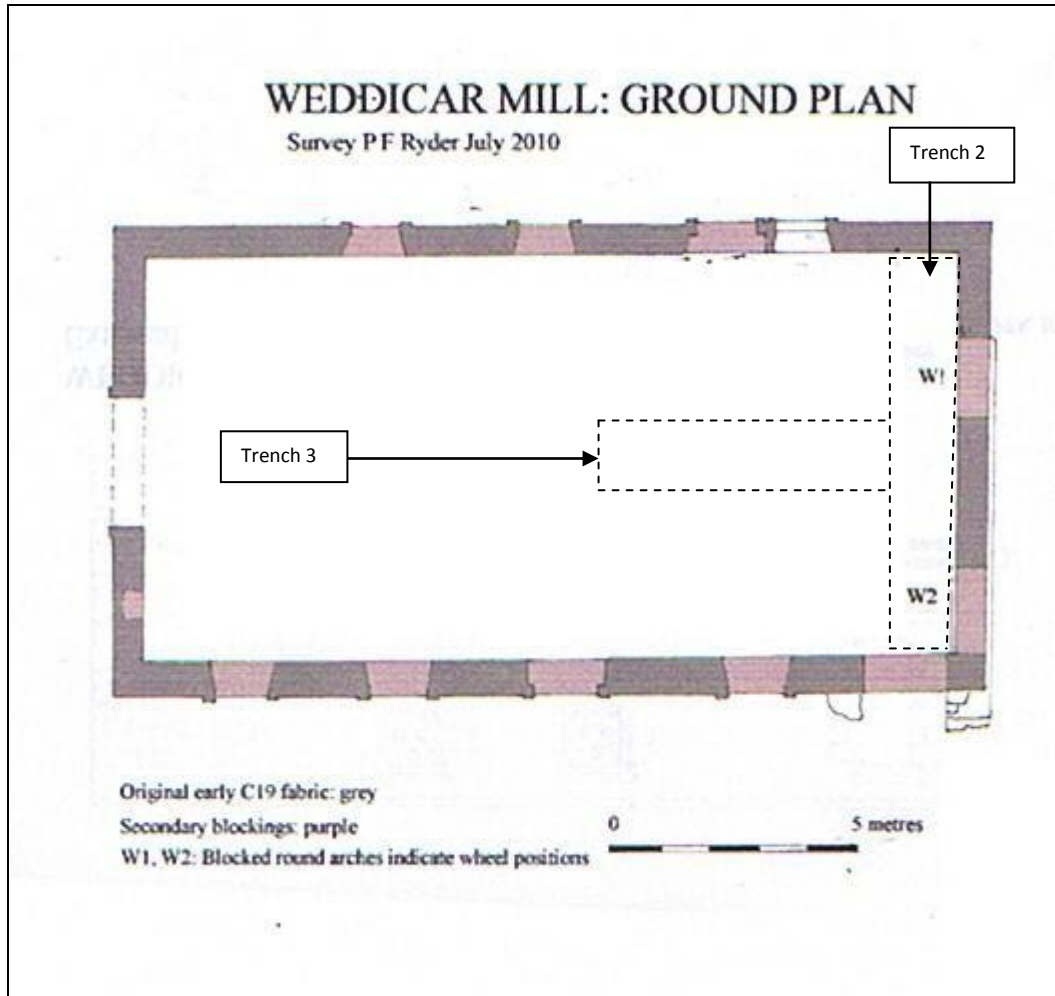 WEDDICAR MILL: GROUND PLAN
Survey P F Ryder July 2010
Trench 2
W1
Trench 3
W2
Original early C19 fabric: grey
Secondary blockings: purple
W1, W2: Blocked round arches indicate wheel positions
0 5 metres